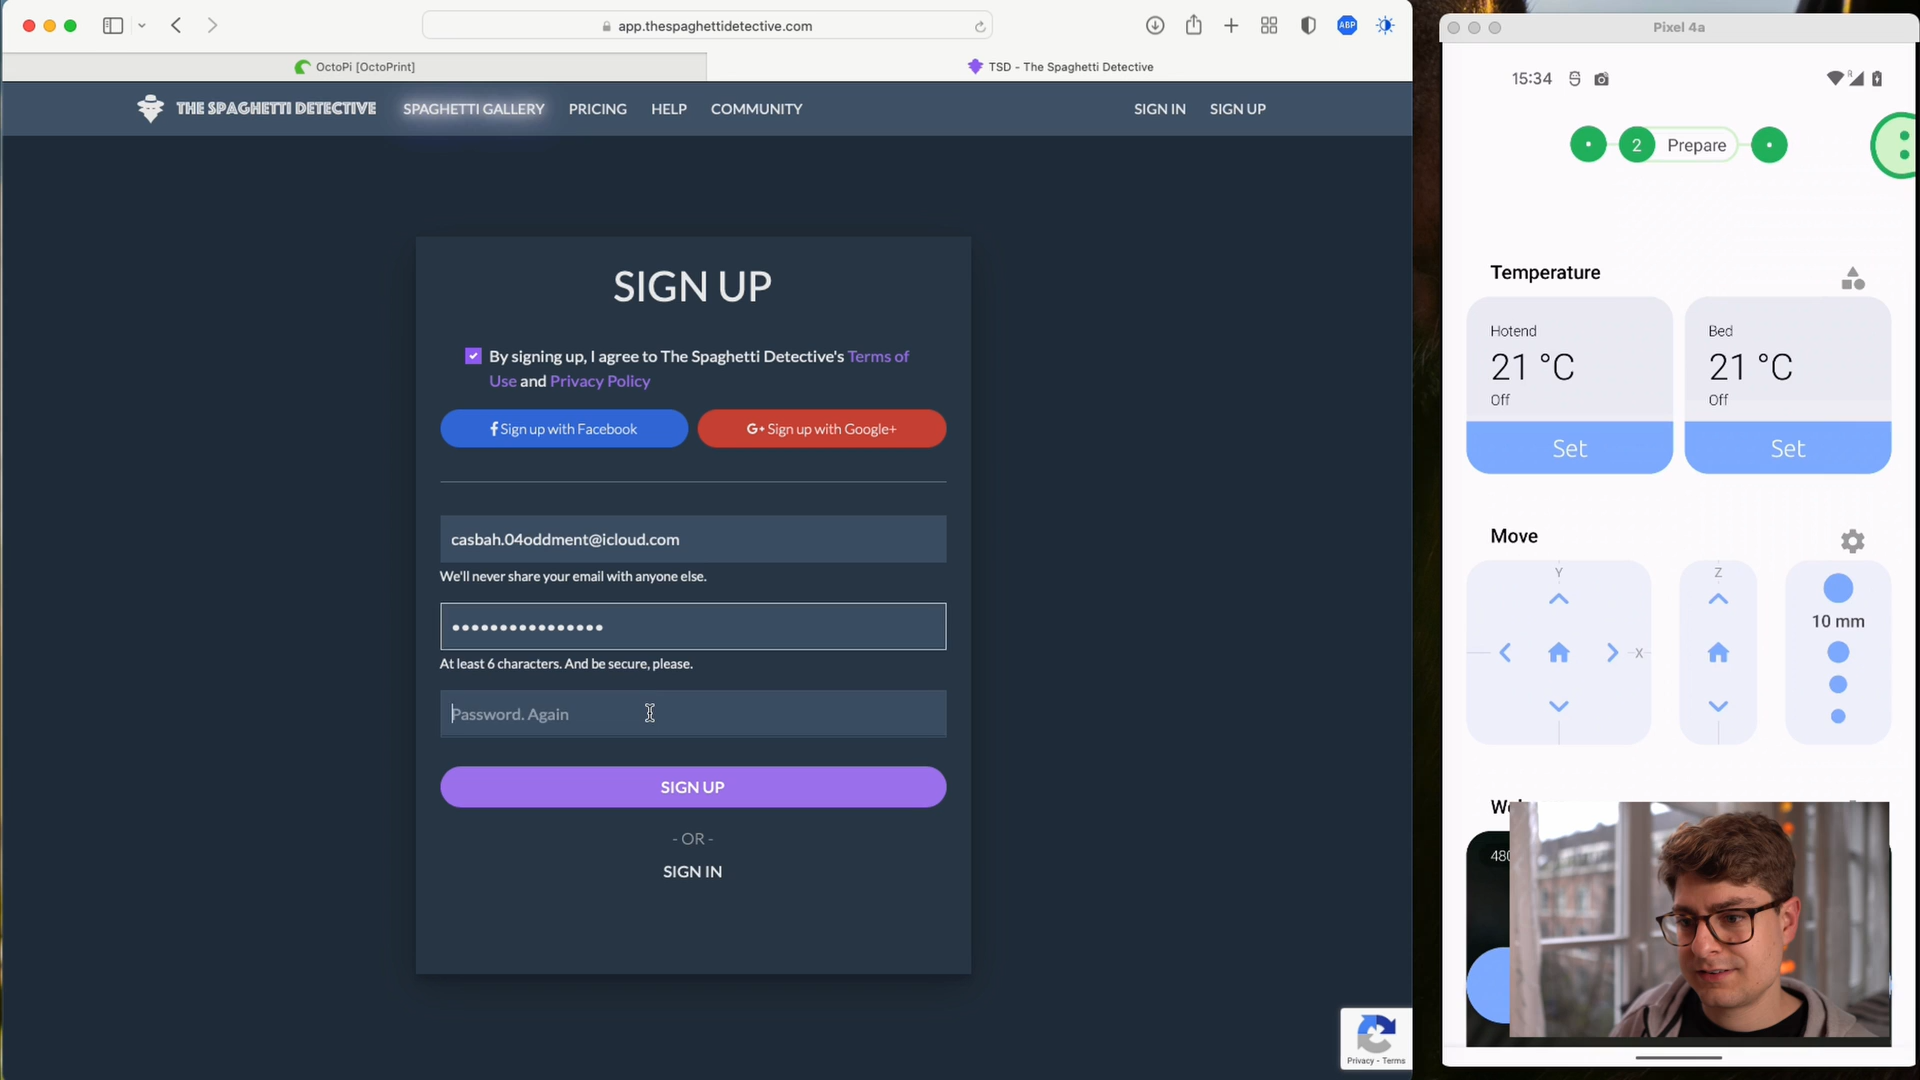 app.thespaghettidetective.com
ABP
OctoPi [OctoPrint]
TSD - The Spaghetti Detective
THE SPAGHETTI DETECTIVE
SPAGHETTI GALLERY
PRICING
HELP
COMMUNITY
SIGN IN
SIGN UP
SIGN UP
By signing up, I agree to The Spaghetti Detective's Terms of
Use and Privacy Policy
Sign up with Facebook
G+ Sign up with Google+
casbah.04oddment@icloud.com
We'll never share your email with anyone else.
At least 6 characters. And be secure, please.
Password. Again
SIGN UP
- OR -
SIGN IN
Privacy - Terms
Pixel 4a
15:34
2 Prepare
Temperature
Hotend
21 °C
Off
Set
Bed
21 °C
Off
Set
Move
Y
X
Z
10 mm